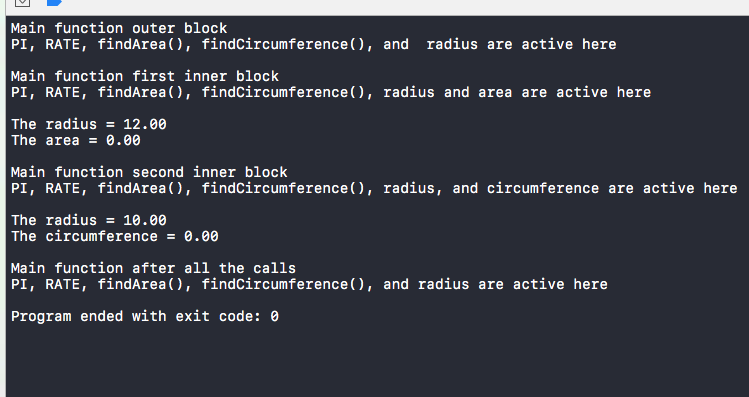 Main function outer block
PI, RATE, findArea(), findCircumference(), and  radius are active here
Main function first inner block
PI, RATE, findArea(), findCircumference(), radius and area are active here
The radius = 12.00
The area = 0.00
Main function second inner block
PI, RATE, findArea(), findCircumference(), radius, and circumference are active here
The radius = 10.00
The circumference = 0.00
Main function after all the calls
PI, RATE, findArea(), findCircumference(), and radius are active here
Program ended with exit code: 0